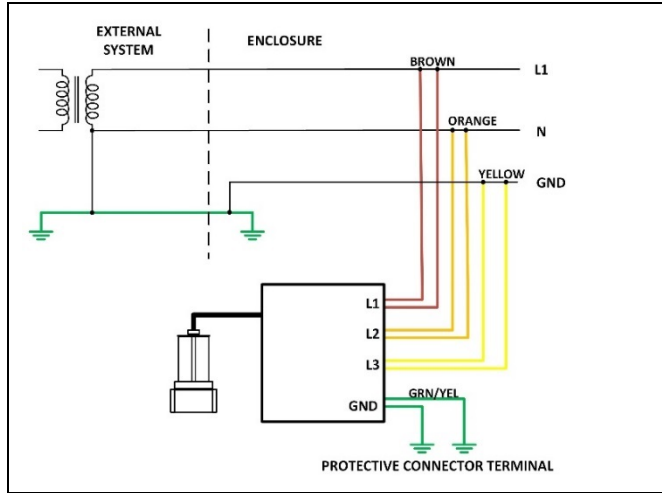 EXTERNAL
SYSTEM
ENCLOSURE
BROWN
L1
ORANGE
N
YELLOW
GND
L1
L2
L3
GRN/YEL
GND
PROTECTIVE CONNECTOR TERMINAL